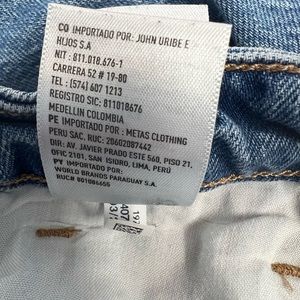 CO IMPORTADO POR: JOHN URIBE E
HIJOS S.A
NIT : 811.018.676-1
CARRERA 52 # 19-80
TEL: (574) 607 1213
REGISTRO SIC: 811018676
MEDELLIN COLOMBIA
PE IMPORTADO POR : METAS CLOTHING
PERU SAC. RUC: 20602087442
DIR: AV. JAVIER PRADO ESTE 560, PISO 21,
OFIC 2101, SAN ISIDRO, LIMA, PERÚ
PY IMPORTADO POR:
WORLD BRANDS PARAGUAY S.A.